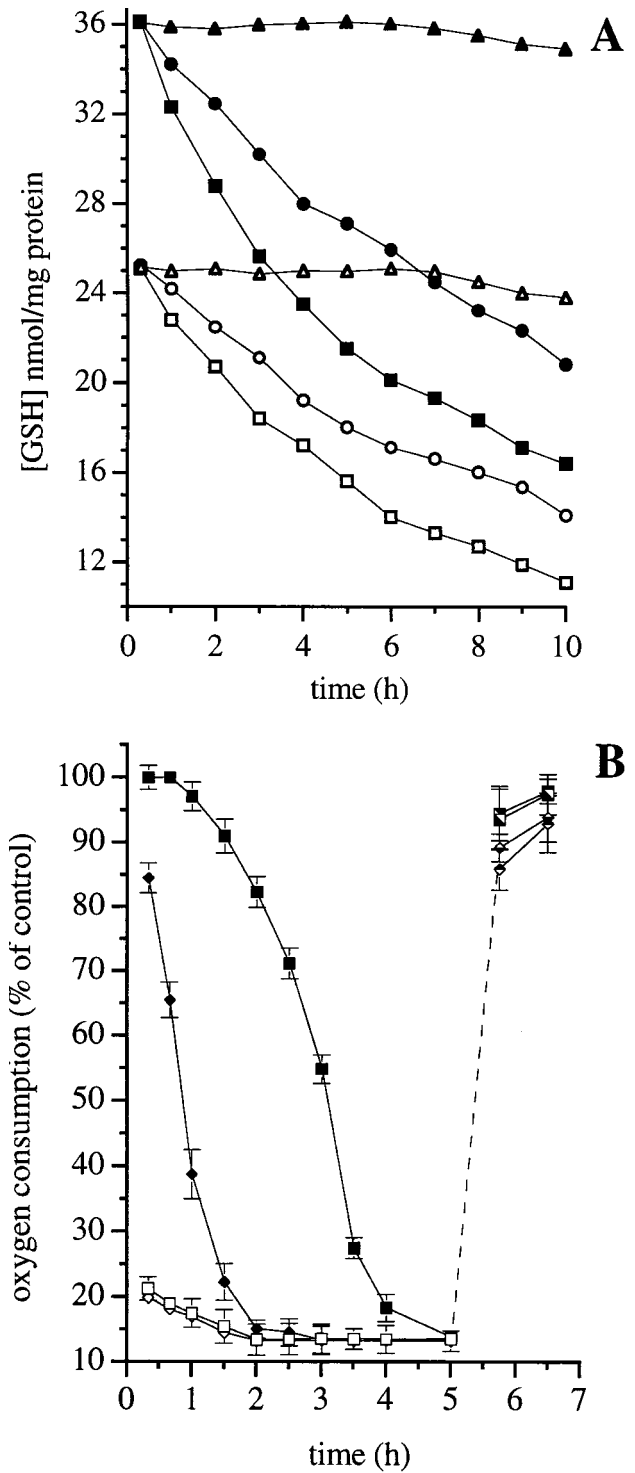 A
36
32
28
24
20
16
12
[GSH] nmol/mg protein
0 2 4 6 8 10
time (h)
B
100
90
80
70
60
50
40
30
20
10
oxygen consumption (% of control)
0 1 2 3 4 5 6 7
time (h)